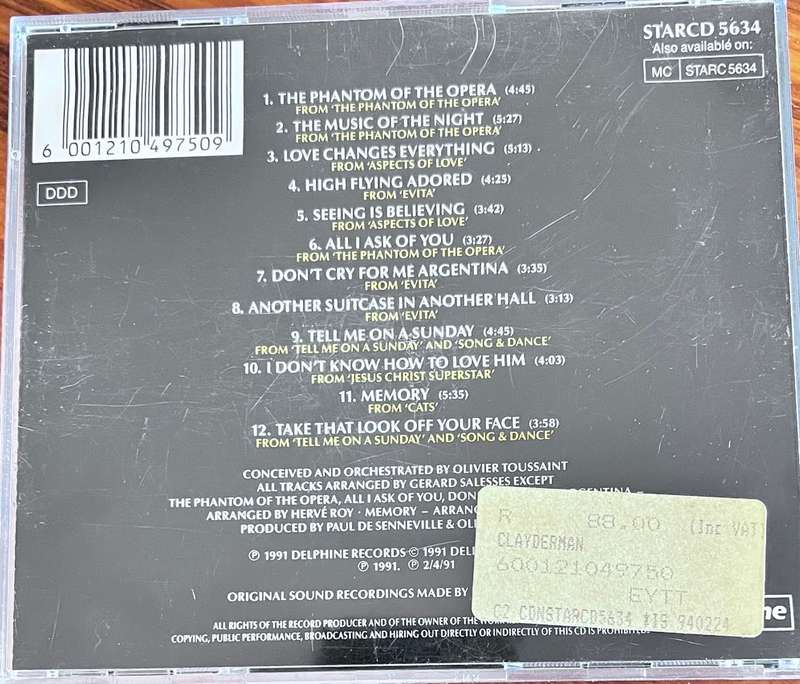 STARCD 5634
Also available on:
MC STARC 5634
6 001210 497509
DDD
1. THE PHANTOM OF THE OPERA (4:45)
FROM 'THE PHANTOM OF THE OPERA'
2. THE MUSIC OF THE NIGHT (5:27)
FROM 'THE PHANTOM OF THE OPERA'
3. LOVE CHANGES EVERYTHING (5:13)
FROM 'ASPECTS OF LOVE'
4. HIGH FLYING ADORED (4:25)
FROM 'EVITA'
5. SEEING IS BELIEVING (3:42)
FROM 'ASPECTS OF LOVE'
6. ALL I ASK OF YOU (3:27)
FROM 'THE PHANTOM OF THE OPERA'
7. DON'T CRY FOR ME ARGENTINA (3:35)
FROM 'EVITA'
8. ANOTHER SUITCASE IN ANOTHER HALL (3:13)
FROM 'EVITA'
9. TELL ME ON A SUNDAY (4:45)
FROM 'TELL ME ON A SUNDAY' AND 'SONG & DANCE'
10. I DON'T KNOW HOW TO LOVE HIM (4:03)
FROM 'JESUS CHRIST SUPERSTAR'
11. MEMORY (5:35)
FROM 'CATS'
12. TAKE THAT LOOK OFF YOUR FACE (3:58)
FROM 'TELL ME ON A SUNDAY' AND 'SONG & DANCE'
CONCEIVED AND ORCHESTRATED BY OLIVIER TOUSSAINT
ALL TRACKS ARRANGED BY GERARD SALESSES EXCEPT
THE PHANTOM OF THE OPERA, ALL I ASK OF YOU,
ARRANGED BY HERVÉ ROY · MEMORY –
PRODUCED BY PAUL DE SENNEVILLE &
℗ 1991 DELPHINE RECORDS © 1991
℗ 1991. ℗ 2/4/91
ORIGINAL SOUND RECORDINGS MADE BY
ALL RIGHTS OF THE RECORD PRODUCER AND OF THE OWNER OF THE
COPYING, PUBLIC PERFORMANCE, BROADCASTING AND HIRING OUT DIRECTLY OR INDIRECTLY OF THIS CD IS PROHIBITED.
R 88.00 (Inc VAT)
CLAYDERMAN
600121049750
EYTT
C2 CDNSTARCD5634 *15 940224